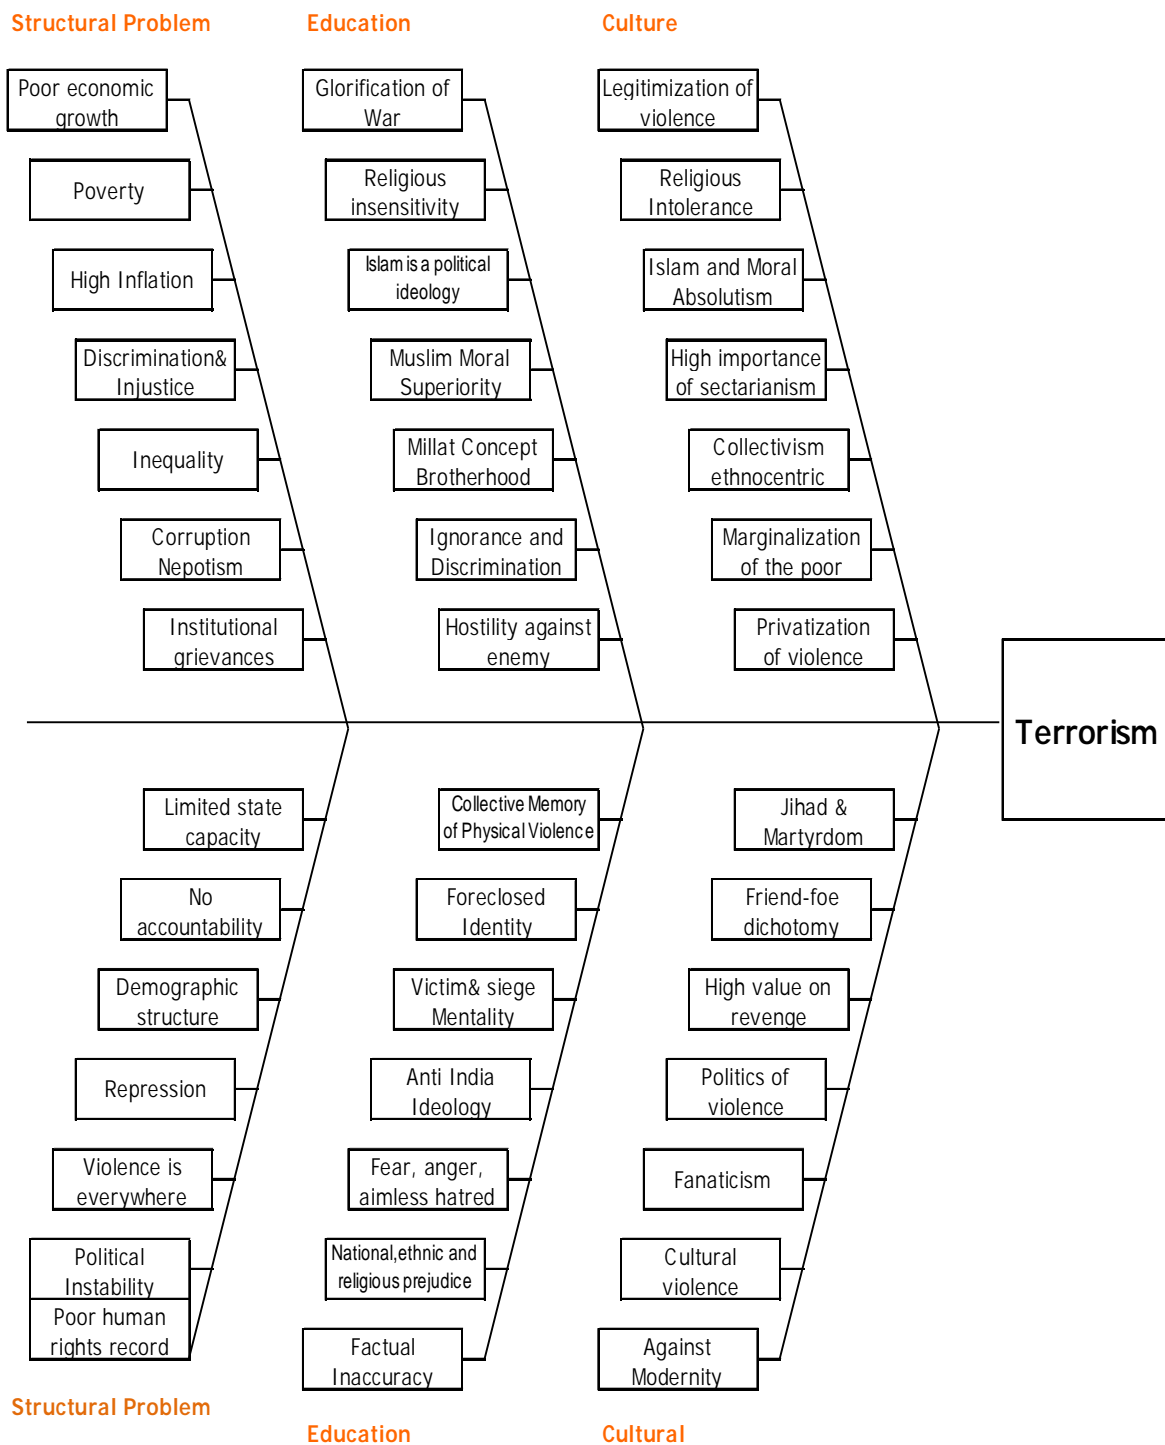 Structural Problem
Education
Culture
Poor economic
growth
Poverty
High Inflation
Discrimination&
Injustice
Inequality
Corruption
Nepotism
Institutional
grievances
Glorification of
War
Religious
insensitivity
Islam is a political
ideology
Muslim Moral
Superiority
Millat Concept
Brotherhood
Ignorance and
Discrimination
Hostility against
enemy
Legitimization of
violence
Religious
Intolerance
Islam and Moral
Absolutism
High importance
of sectarianism
Collectivism
ethnocentric
Marginalization
of the poor
Privatization
of violence
Terrorism
Limited state
capacity
No
accountability
Demographic
structure
Repression
Violence is
everywhere
Political
Instability
Poor human
rights record
Collective Memory
of Physical Violence
Foreclosed
Identity
Victim& siege
Mentality
Anti India
Ideology
Fear, anger,
aimless hatred
National,ethnic and
religious prejudice
Factual
Inaccuracy
Jihad &
Martyrdom
Friend-foe
dichotomy
High value on
revenge
Politics of
violence
Fanaticism
Cultural
violence
Against
Modernity
Structural Problem
Education
Cultural